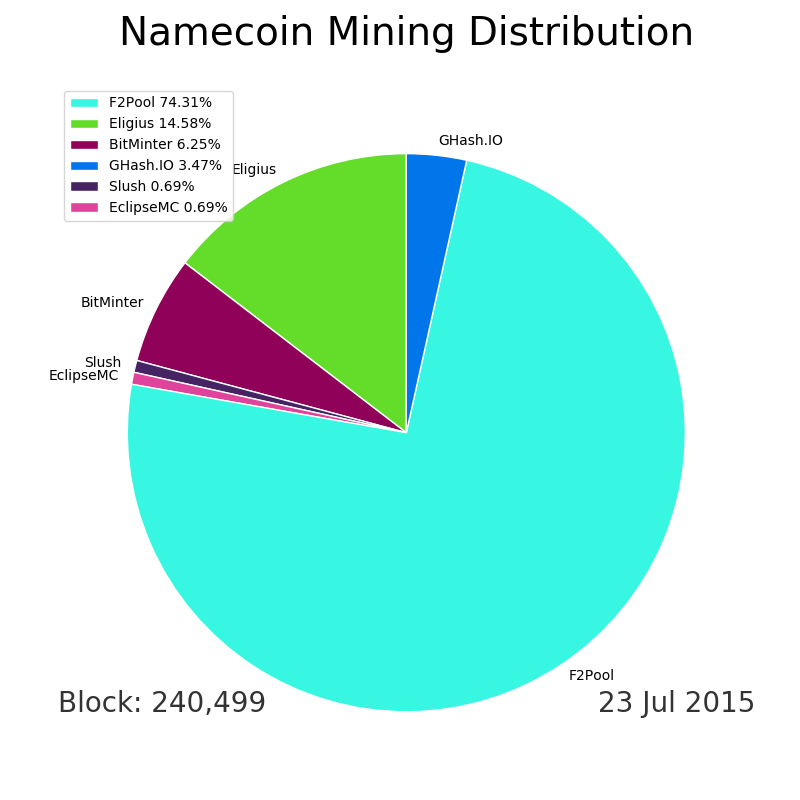 Namecoin Mining Distribution
F2Pool 74.31%
Eligius 14.58%
BitMinter 6.25%
GHash.IO 3.47%
Slush 0.69%
EclipseMC 0.69%
GHash.IO
Eligius
BitMinter
Slush
EclipseMC
F2Pool
Block: 240,499
23 Jul 2015